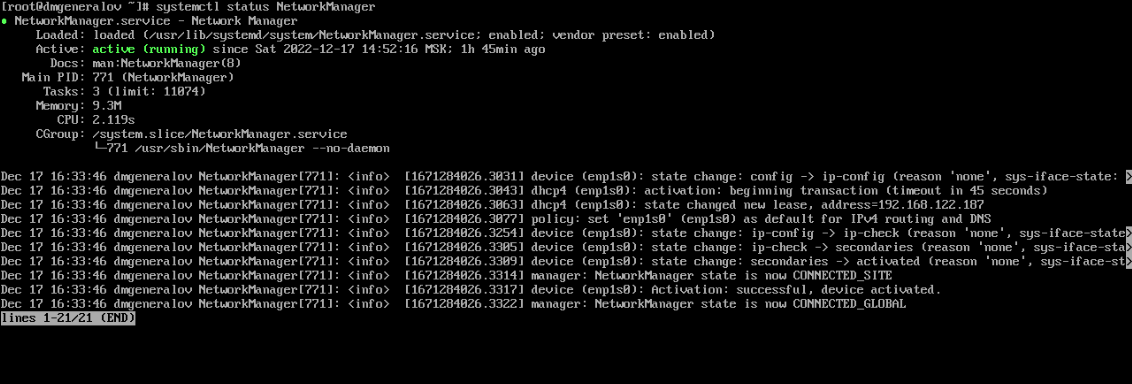 [root@dmgeneralov ~]# systemctl status NetworkManager
● NetworkManager.service - Network Manager
Loaded: loaded (/usr/lib/systemd/system/NetworkManager.service; enabled; vendor preset: enabled)
Active: active (running) since Sat 2022-12-17 14:52:16 MSK; 1h 45min ago
Docs: man:NetworkManager(8)
Main PID: 771 (NetworkManager)
Tasks: 3 (limit: 11074)
Memory: 9.3M
CPU: 2.119s
CGroup: /system.slice/NetworkManager.service
└─771 /usr/sbin/NetworkManager --no-daemon
Dec 17 16:33:46 dmgeneralov NetworkManager[771]: <info>  [1671284026.3031] device (enp1s0): state change: config -> ip-config (reason 'none', sys-iface-state: >
Dec 17 16:33:46 dmgeneralov NetworkManager[771]: <info>  [1671284026.3043] dhcp4 (enp1s0): activation: beginning transaction (timeout in 45 seconds)
Dec 17 16:33:46 dmgeneralov NetworkManager[771]: <info>  [1671284026.3063] dhcp4 (enp1s0): state changed new lease, address=192.168.122.187
Dec 17 16:33:46 dmgeneralov NetworkManager[771]: <info>  [1671284026.3077] policy: set 'enp1s0' (enp1s0) as default for IPv4 routing and DNS
Dec 17 16:33:46 dmgeneralov NetworkManager[771]: <info>  [1671284026.3254] device (enp1s0): state change: ip-config -> ip-check (reason 'none', sys-iface-state>
Dec 17 16:33:46 dmgeneralov NetworkManager[771]: <info>  [1671284026.3305] device (enp1s0): state change: ip-check -> secondaries (reason 'none', sys-iface-sta>
Dec 17 16:33:46 dmgeneralov NetworkManager[771]: <info>  [1671284026.3309] device (enp1s0): state change: secondaries -> activated (reason 'none', sys-iface-st>
Dec 17 16:33:46 dmgeneralov NetworkManager[771]: <info>  [1671284026.3314] manager: NetworkManager state is now CONNECTED_SITE
Dec 17 16:33:46 dmgeneralov NetworkManager[771]: <info>  [1671284026.3317] device (enp1s0): Activation: successful, device activated.
Dec 17 16:33:46 dmgeneralov NetworkManager[771]: <info>  [1671284026.3322] manager: NetworkManager state is now CONNECTED_GLOBAL
lines 1-21/21 (END)